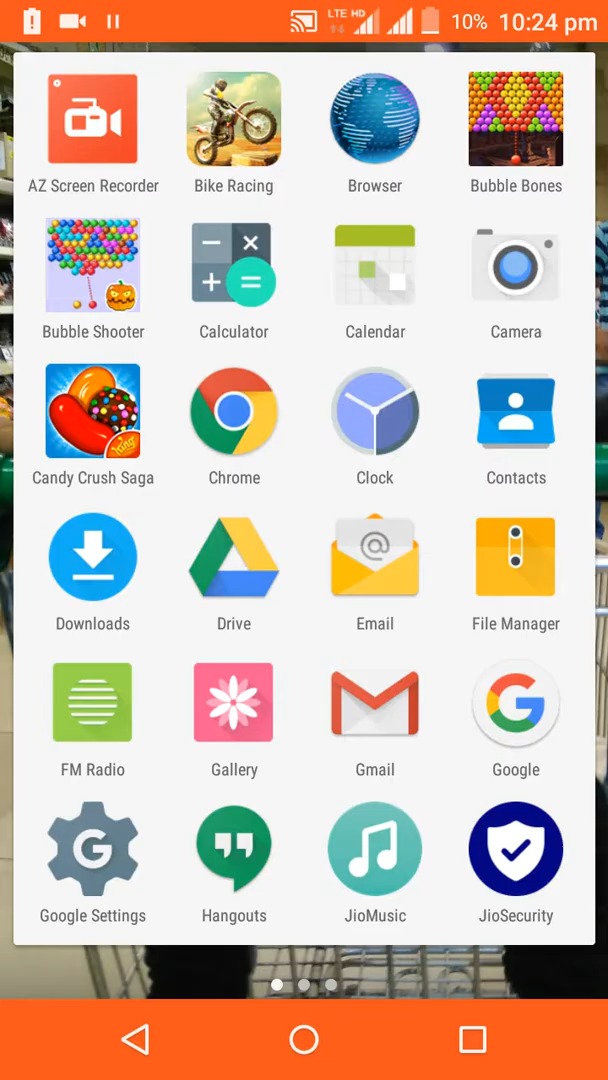 LTE HD 10% 10:24 pm
AZ Screen Recorder Bike Racing Browser Bubble Bones
Bubble Shooter Calculator Calendar Camera
King
Candy Crush Saga Chrome Clock Contacts
Downloads Drive Email File Manager
FM Radio Gallery Gmail Google
Google Settings Hangouts JioMusic JioSecurity